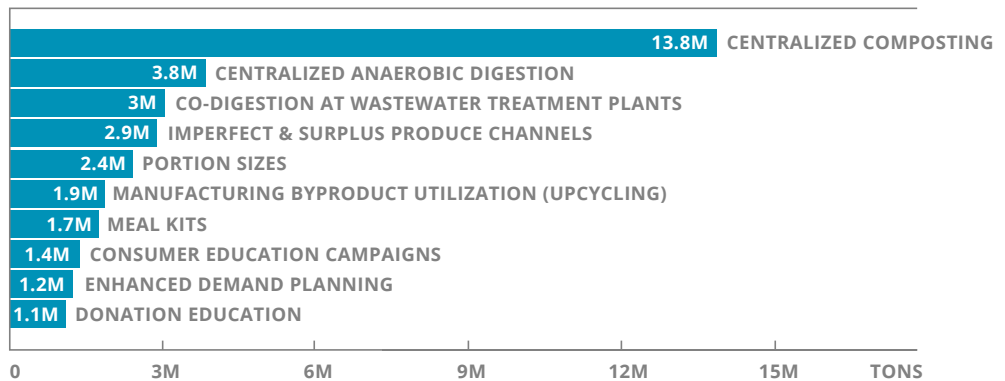 13.8M CENTRALIZED COMPOSTING
3.8M CENTRALIZED ANAEROBIC DIGESTION
3M CO-DIGESTION AT WASTEWATER TREATMENT PLANTS
2.9M IMPERFECT & SURPLUS PRODUCE CHANNELS
2.4M PORTION SIZES
1.9M MANUFACTURING BYPRODUCT UTILIZATION (UPCYCLING)
1.7M MEAL KITS
1.4M CONSUMER EDUCATION CAMPAIGNS
1.2M ENHANCED DEMAND PLANNING
1.1M DONATION EDUCATION
0 3M 6M 9M 12M 15M TONS